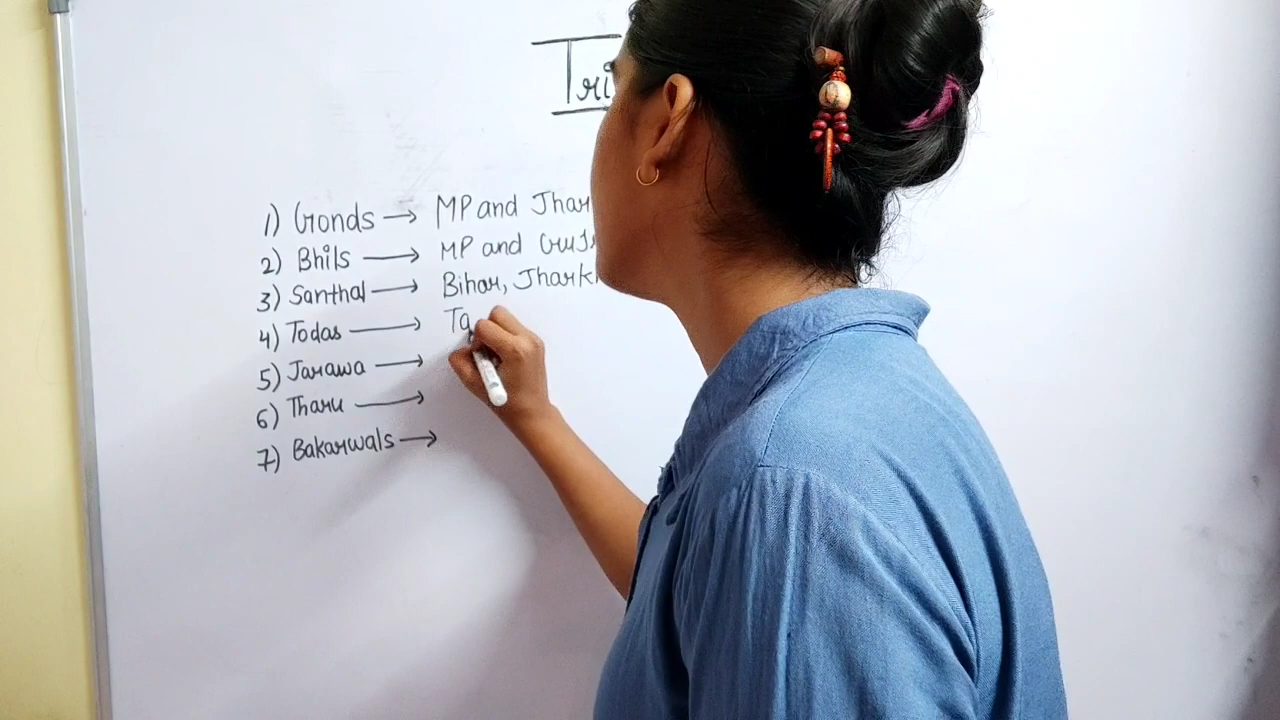 Tri
1) Gonds → MP and Jhar
2) Bhils → MP and Guj
3) Santhal → Bihar, Jhark
4) Todas → Ta
5) Jarawa →
6) Tharu →
7) Bakarwals →